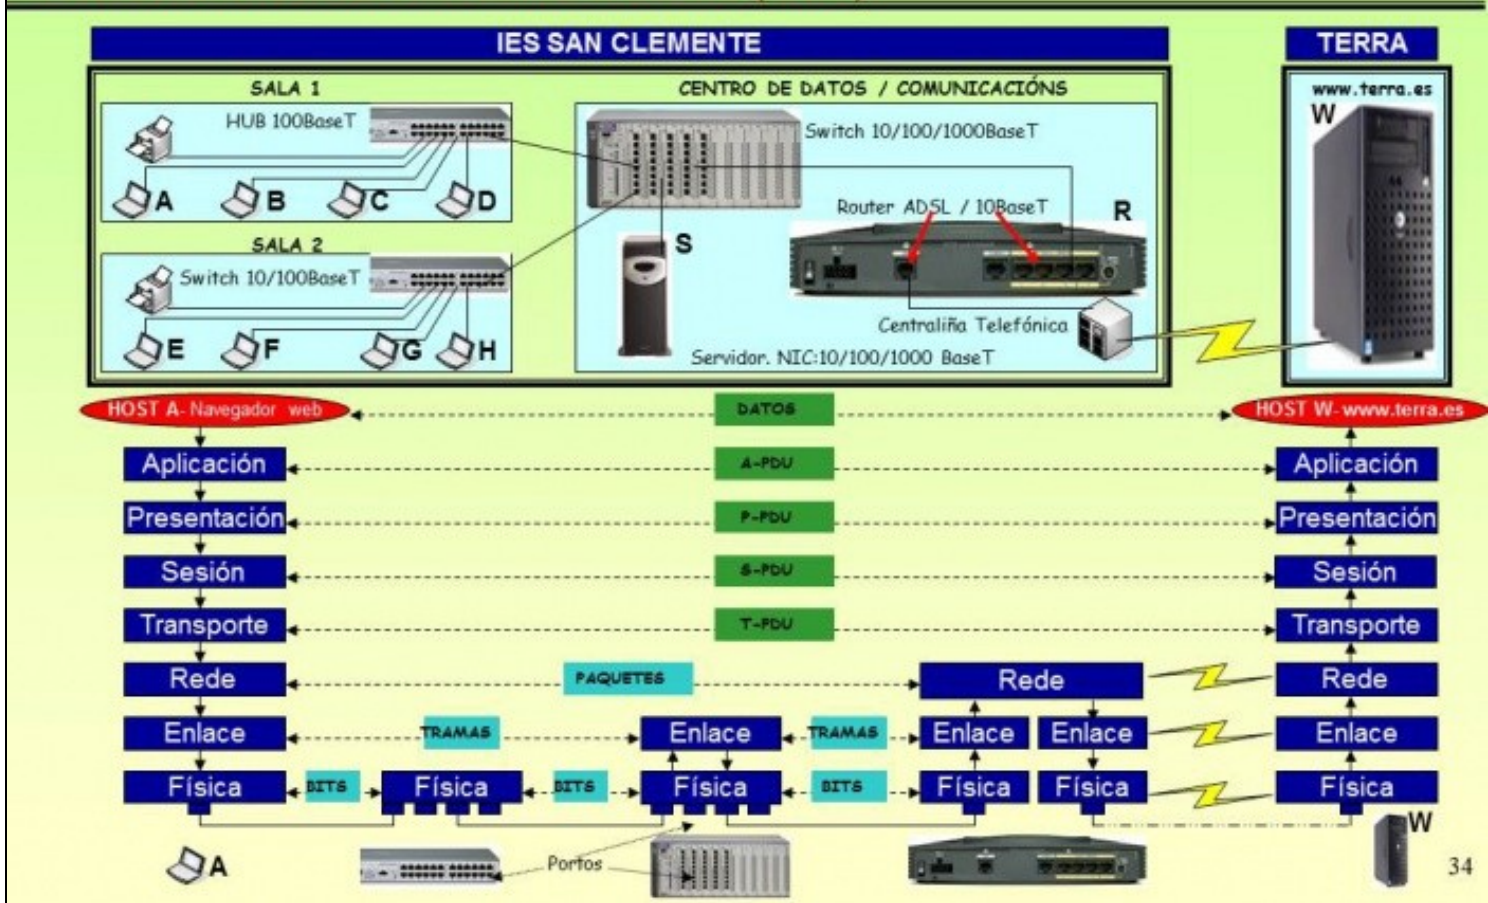 IES SAN CLEMENTE
TERRA
SALA 1
HUB 100BaseT
A
B
C
D
SALA 2
Switch 10/100BaseT
E
F
G
H
CENTRO DE DATOS / COMUNICACIÓNS
Switch 10/100/1000BaseT
Router ADSL / 10BaseT
R
S
Centraliña Telefónica
Servidor. NIC:10/100/1000 BaseT
www.terra.es
W
HOST A- Navegador web
DATOS
HOST W-www.terra.es
Aplicación
A-PDU
Aplicación
Presentación
P-PDU
Presentación
Sesión
S-PDU
Sesión
Transporte
T-PDU
Transporte
Rede
PAQUETES
Rede
Rede
Enlace
TRAMAS
Enlace
TRAMAS
Enlace
Enlace
Enlace
Física
BITS
Física
BITS
Física
BITS
Física
Física
Física
A
Portos
W
34